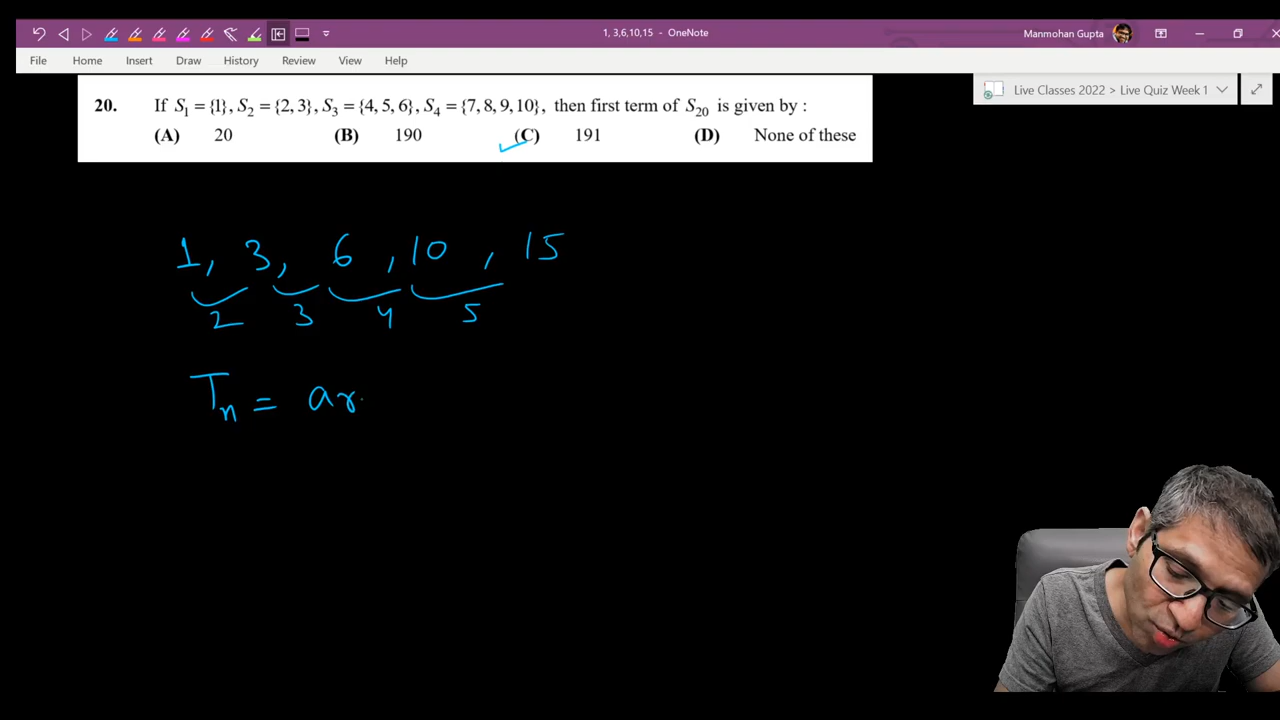 1, 3,6,10,15 - OneNote
Manmohan Gupta
File Home Insert Draw History Review View Help
Live Classes 2022 > Live Quiz Week 1
20. If S₁ = {1}, S₂ = {2, 3}, S₃ = {4, 5, 6}, S₄ = {7, 8, 9, 10}, then first term of S₂₀ is given by :
(A) 20 (B) 190 (C) 191 (D) None of these
1, 3, 6, 10, 15
2 3 4 5
Tₙ = ar